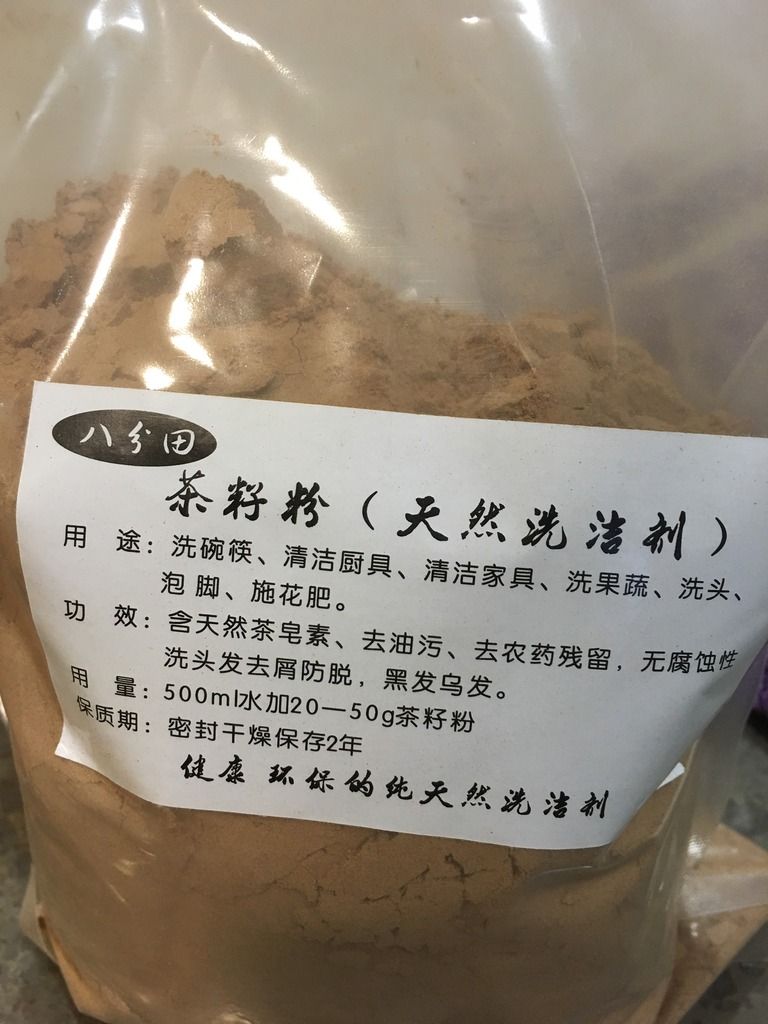 八分田
茶籽粉（天然洗洁剂）
用 途：洗碗筷、清洁厨具、清洁家具、洗果蔬、洗头、
泡脚、施花肥。
功 效：含天然茶皂素、去油污、去农药残留，无腐蚀性
洗头发去屑防脱，黑发乌发。
用 量：500ml水加20—50g茶籽粉
保质期：密封干燥保存2年
健康 环保的纯天然洗洁剂